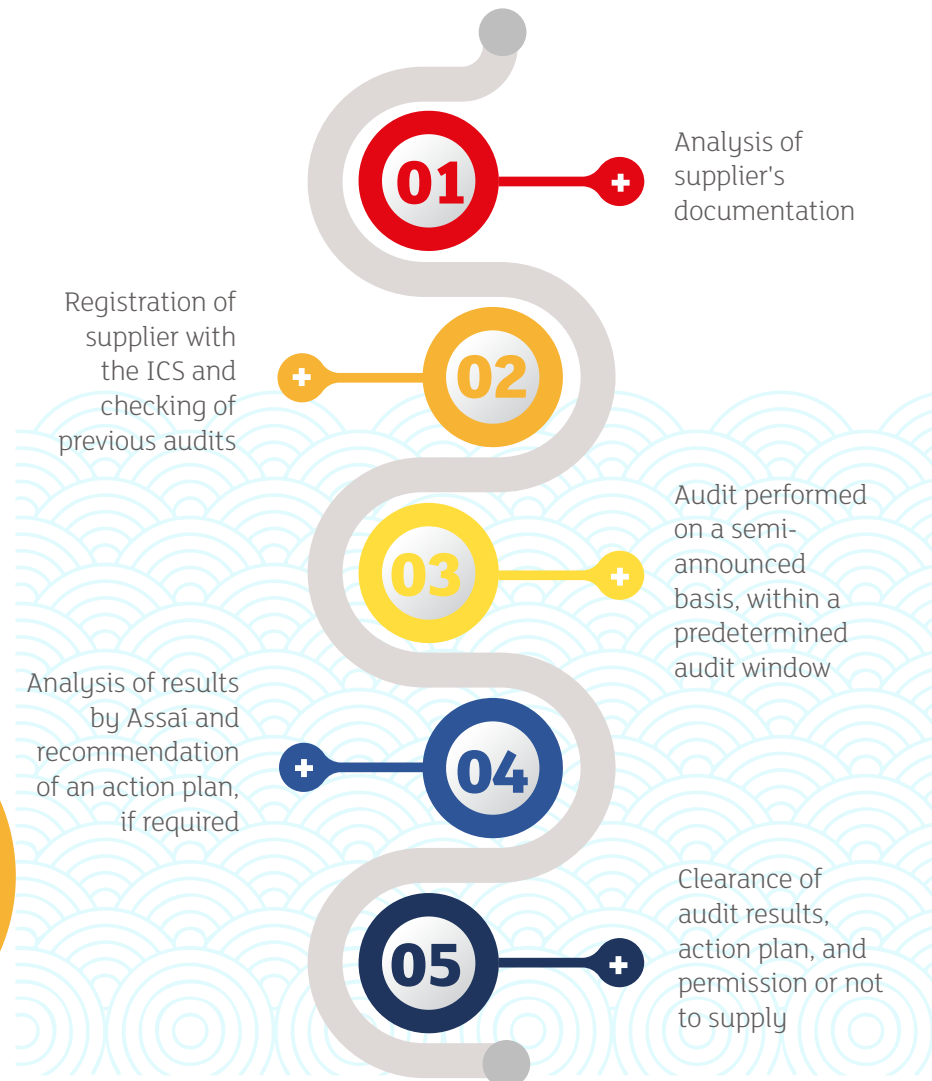 01
Analysis of
supplier's
documentation
Registration of
supplier with
the ICS and
checking of
previous audits
02
03
Audit performed
on a semi-
announced
basis, within a
predetermined
audit window
Analysis of results
by Assaí and
recommendation
of an action plan,
if required
04
05
Clearance of
audit results,
action plan, and
permission or not
to supply